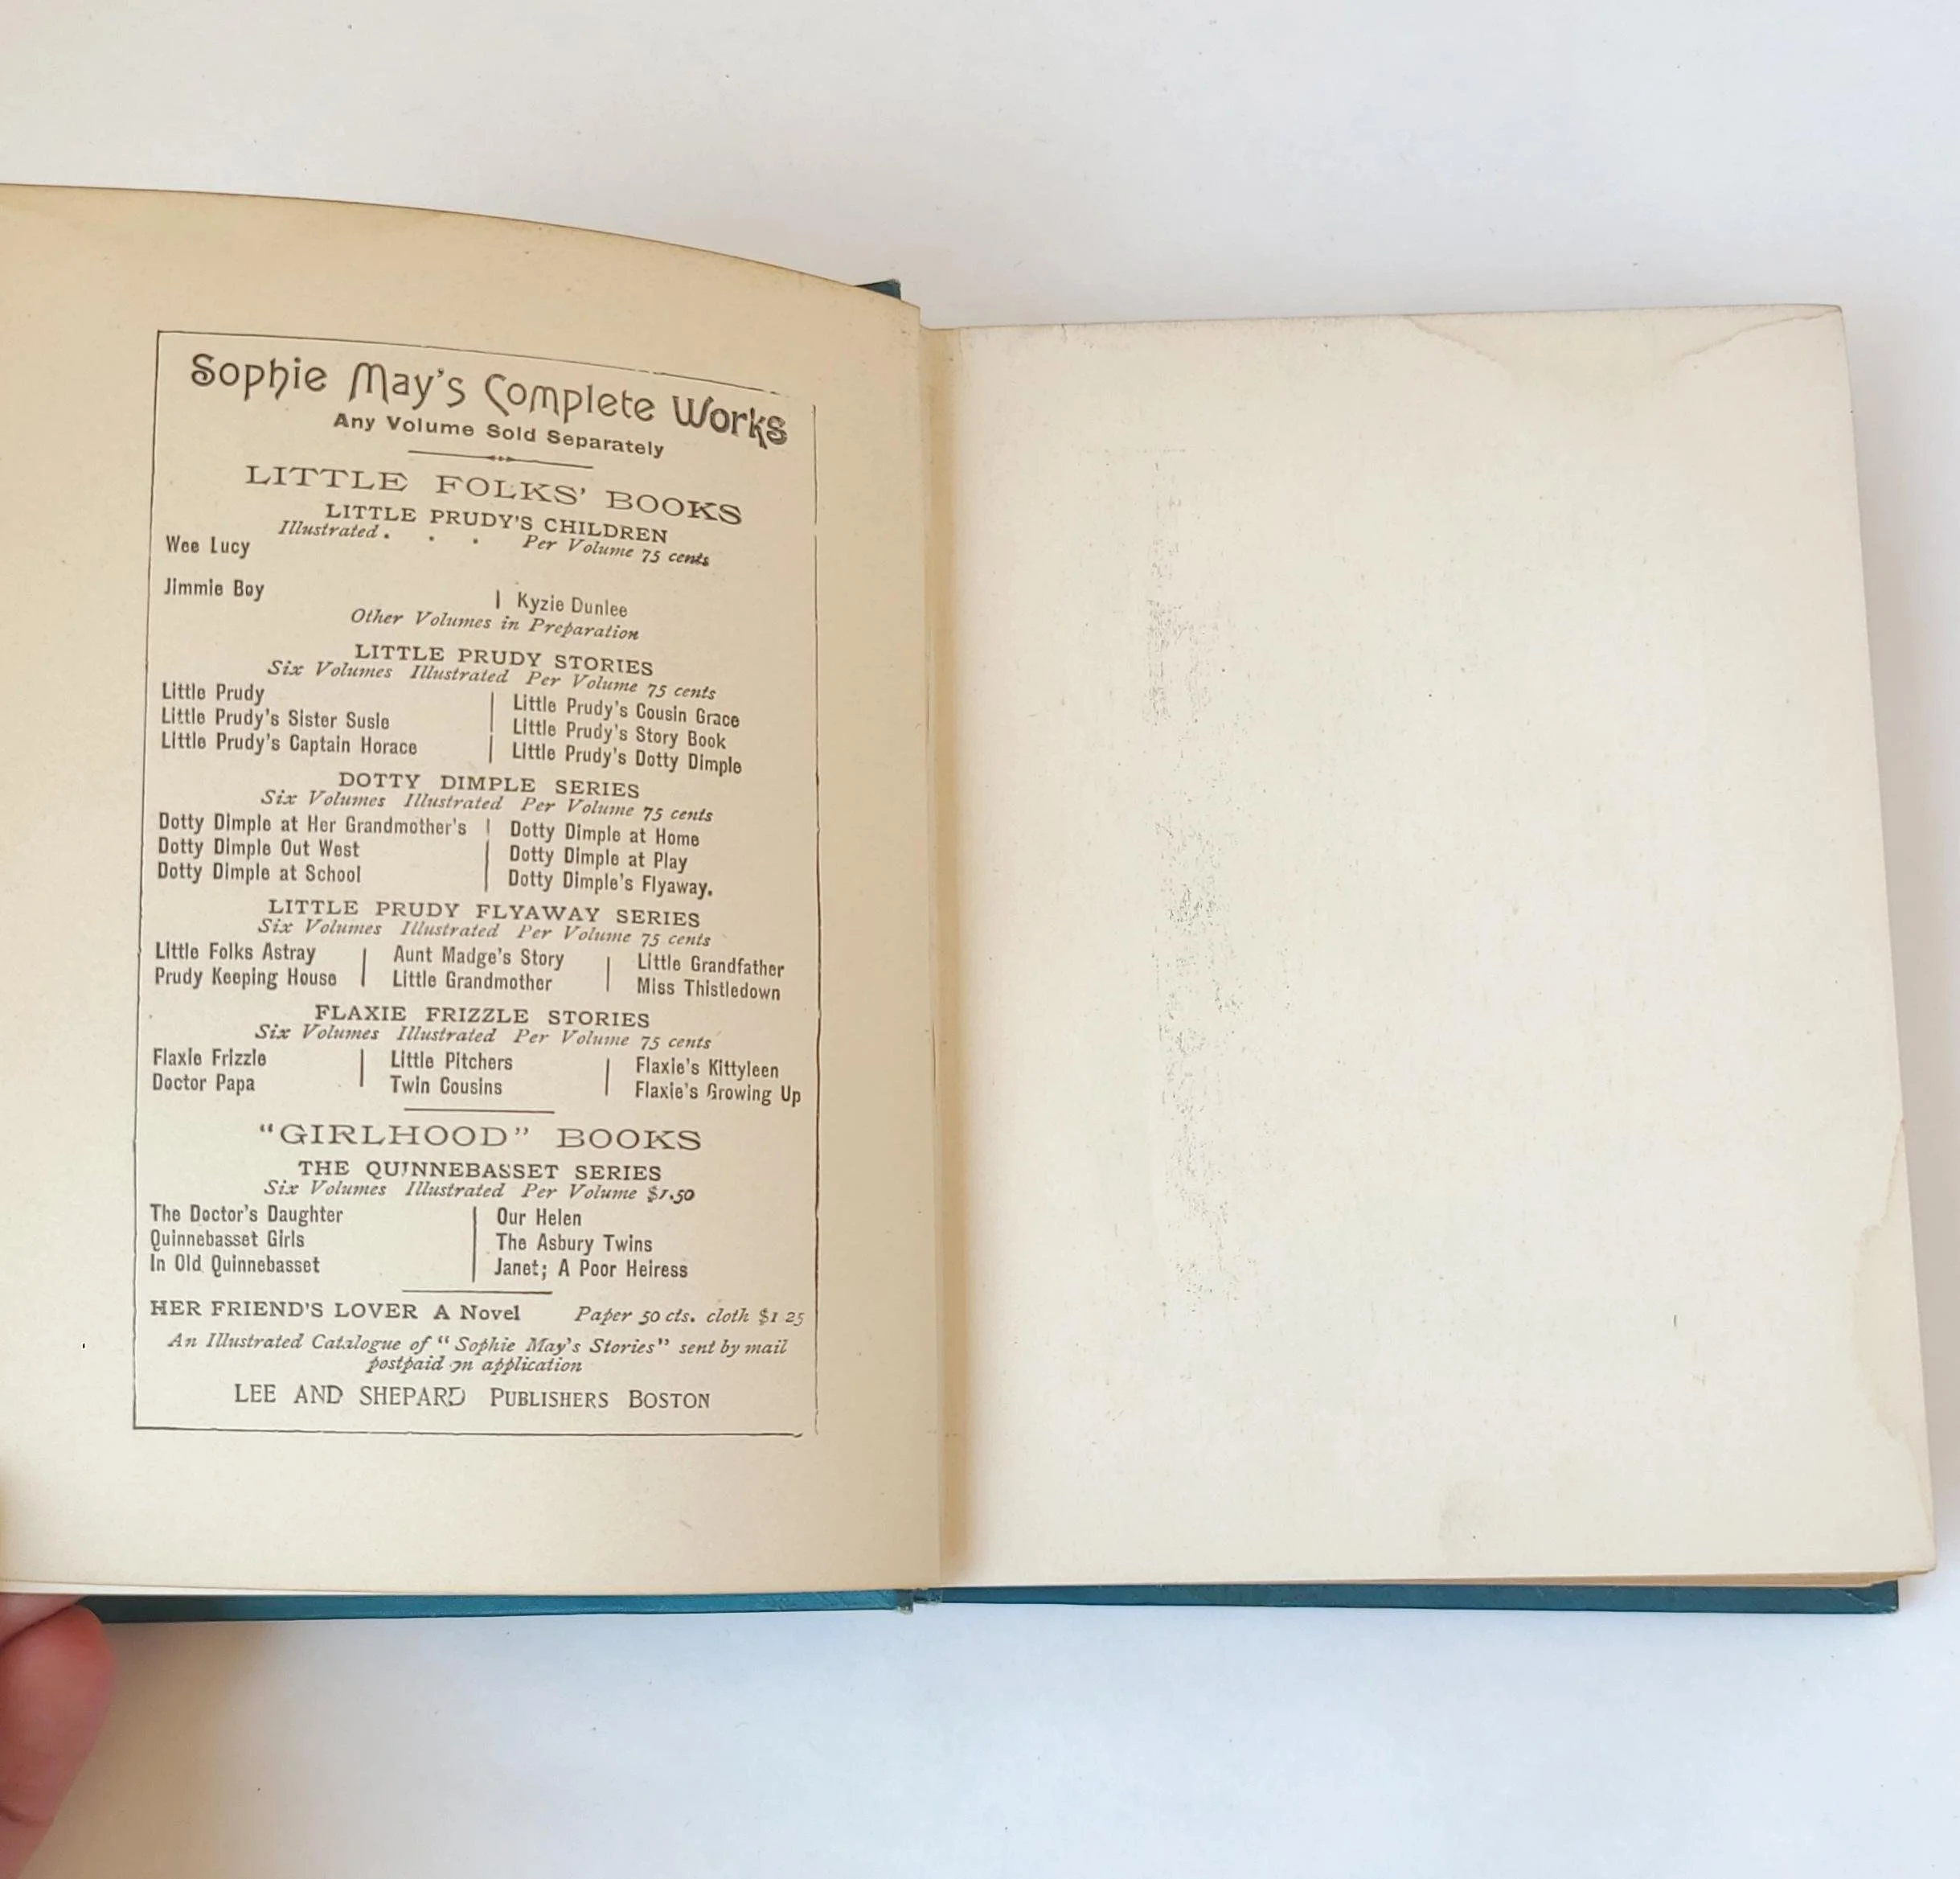 Sophie May's Complete Works
Any Volume Sold Separately
LITTLE FOLKS' BOOKS
LITTLE PRUDY'S CHILDREN
Illustrated . . . Per Volume 75 cents
Wee Lucy
Jimmie Boy | Kyzie Dunlee
Other Volumes in Preparation
LITTLE PRUDY STORIES
Six Volumes Illustrated Per Volume 75 cents
Little Prudy | Little Prudy's Cousin Grace
Little Prudy's Sister Susie | Little Prudy's Story Book
Little Prudy's Captain Horace | Little Prudy's Dotty Dimple
DOTTY DIMPLE SERIES
Six Volumes Illustrated Per Volume 75 cents
Dotty Dimple at Her Grandmother's | Dotty Dimple at Home
Dotty Dimple Out West | Dotty Dimple at Play
Dotty Dimple at School | Dotty Dimple's Flyaway.
LITTLE PRUDY FLYAWAY SERIES
Six Volumes Illustrated Per Volume 75 cents
Little Folks Astray | Aunt Madge's Story | Little Grandfather
Prudy Keeping House | Little Grandmother | Miss Thistledown
FLAXIE FRIZZLE STORIES
Six Volumes Illustrated Per Volume 75 cents
Flaxie Frizzle | Little Pitchers | Flaxie's Kittyleen
Doctor Papa | Twin Cousins | Flaxie's Growing Up
"GIRLHOOD" BOOKS
THE QUINNEBASSET SERIES
Six Volumes Illustrated Per Volume $1.50
The Doctor's Daughter | Our Helen
Quinnebasset Girls | The Asbury Twins
In Old Quinnebasset | Janet; A Poor Heiress
HER FRIEND'S LOVER A Novel Paper 50 cts. cloth $1 25
An Illustrated Catalogue of "Sophie May's Stories" sent by mail
postpaid on application
LEE AND SHEPARD PUBLISHERS BOSTON